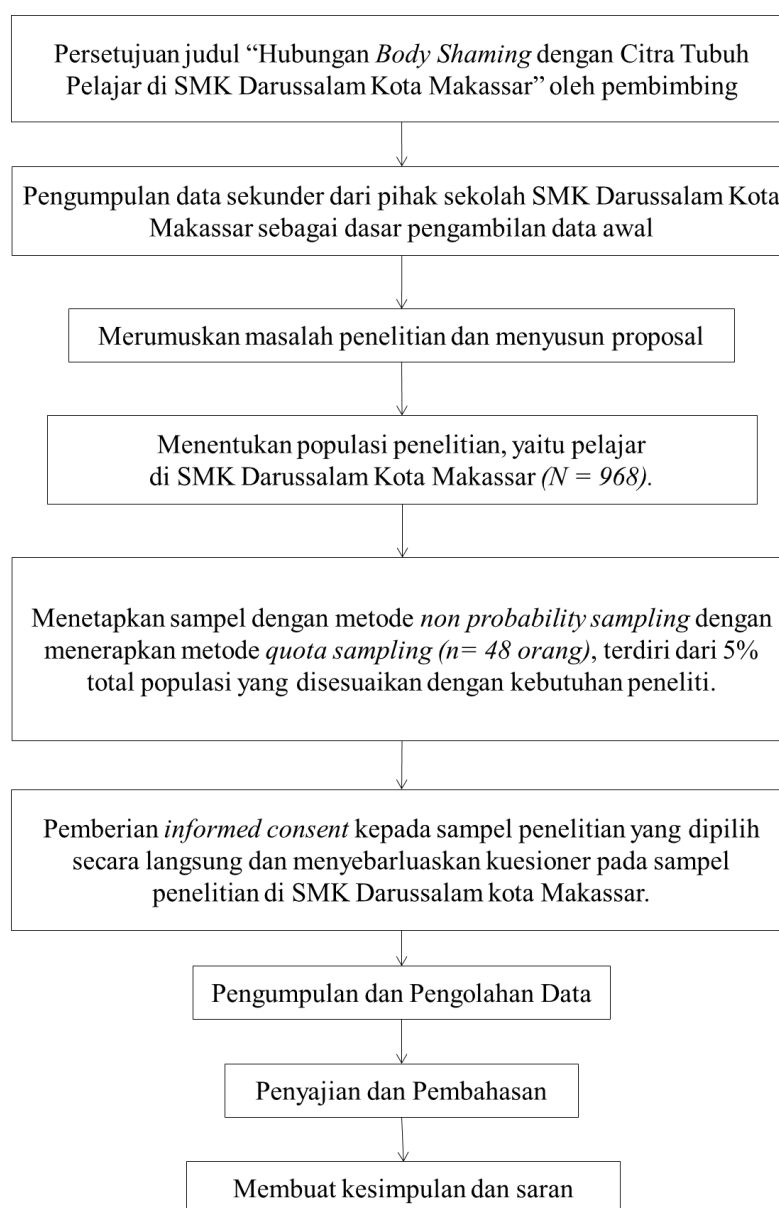 Persetujuan judul “Hubungan Body Shaming dengan Citra Tubuh
Pelajar di SMK Darussalam Kota Makassar” oleh pembimbing
Pengumpulan data sekunder dari pihak sekolah SMK Darussalam Kota
Makassar sebagai dasar pengambilan data awal
Merumuskan masalah penelitian dan menyusun proposal
Menentukan populasi penelitian, yaitu pelajar
di SMK Darussalam Kota Makassar (N = 968).
Menetapkan sampel dengan metode non probability sampling dengan
menerapkan metode quota sampling (n= 48 orang), terdiri dari 5%
total populasi yang disesuaikan dengan kebutuhan peneliti.
Pemberian informed consent kepada sampel penelitian yang dipilih
secara langsung dan menyebarluaskan kuesioner pada sampel
penelitian di SMK Darussalam kota Makassar.
Pengumpulan dan Pengolahan Data
Penyajian dan Pembahasan
Membuat kesimpulan dan saran